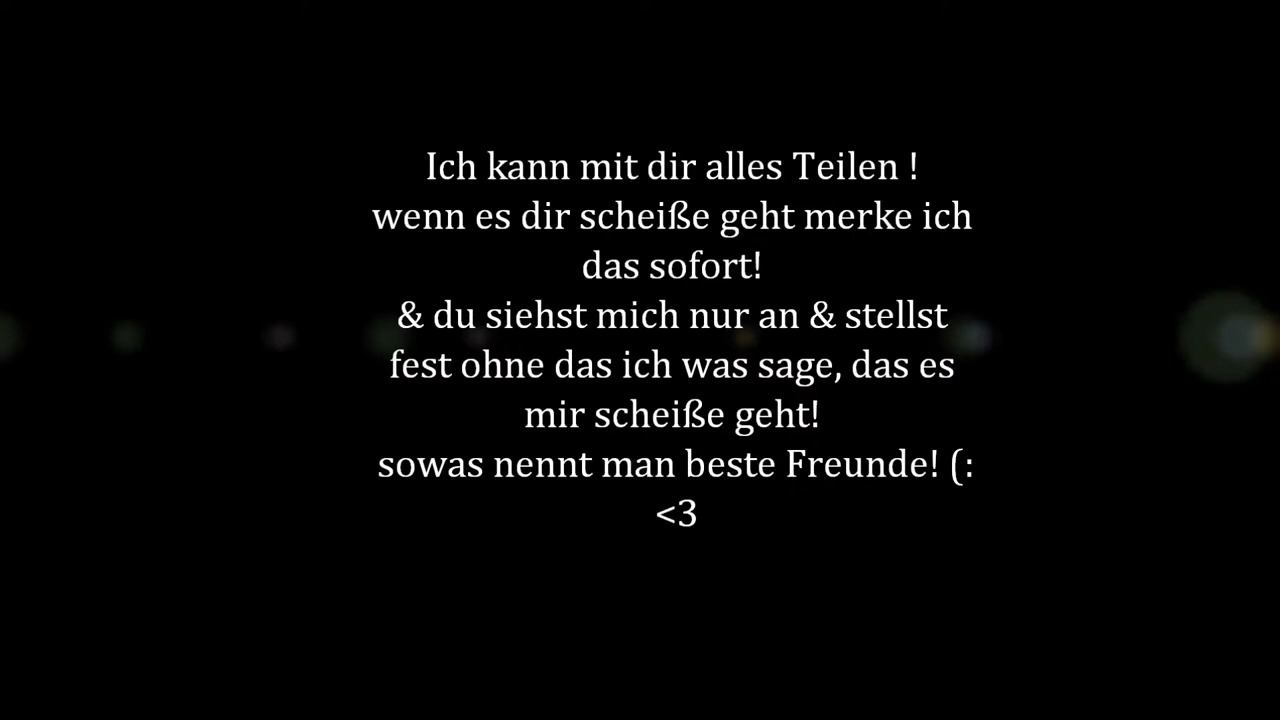 Ich kann mit dir alles Teilen !
wenn es dir scheiße geht merke ich
das sofort!
& du siehst mich nur an & stellst
fest ohne das ich was sage, das es
mir scheiße geht!
sowas nennt man beste Freunde! (:
<3